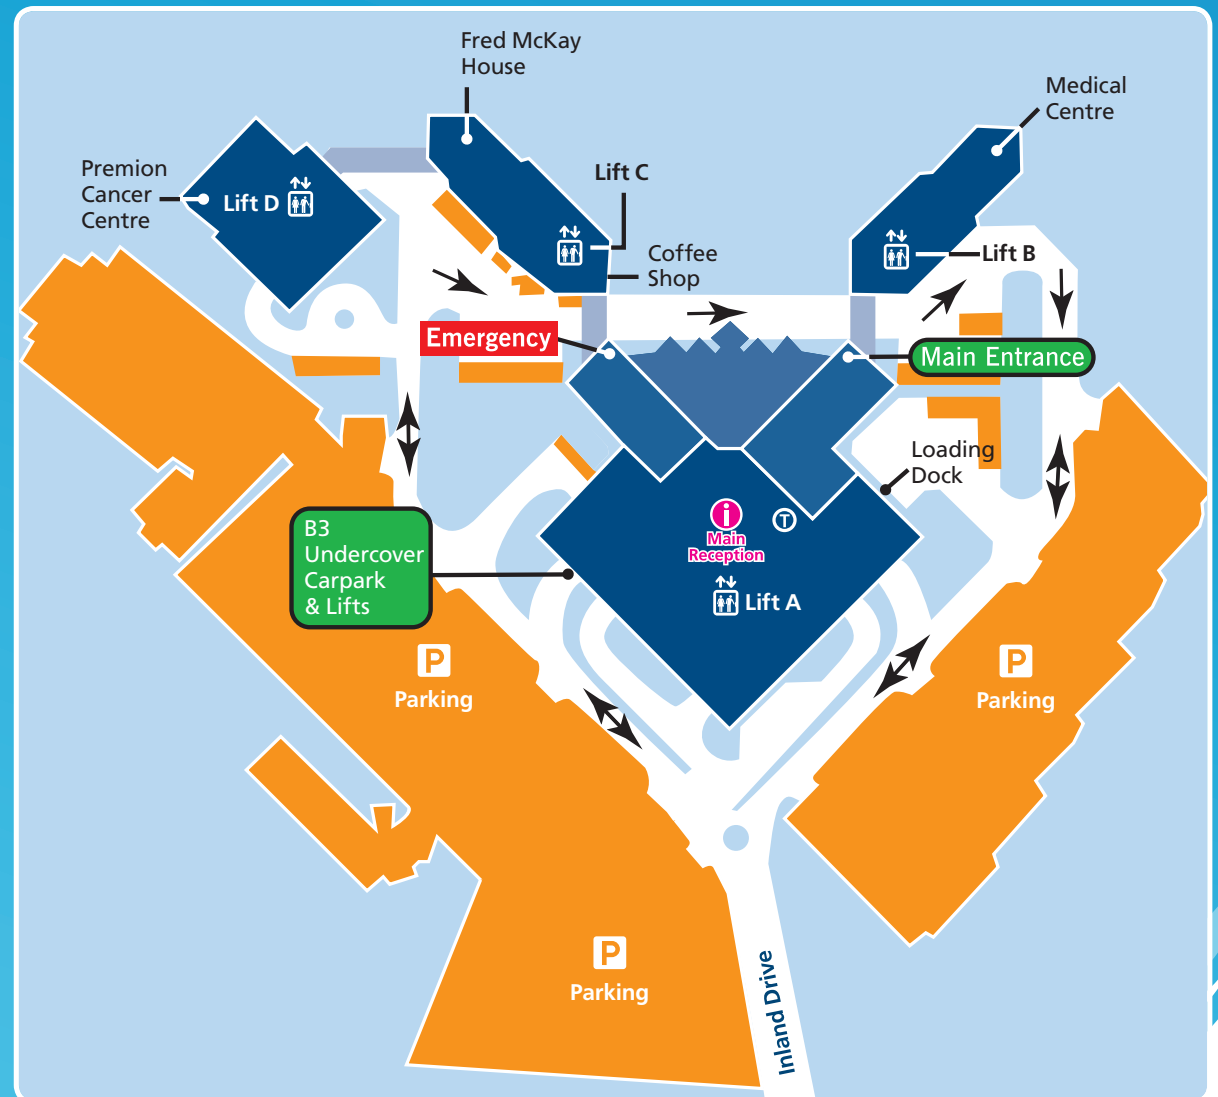 Fred McKay
House
Medical
Centre
Premion
Cancer
Centre
Lift D
Lift C
Coffee
Shop
Lift B
Emergency
Main Entrance
Loading
Dock
B3
Undercover
Carpark
& Lifts
i
Main
Reception
T
Lift A
P
Parking
P
Parking
P
Parking
Inland Drive